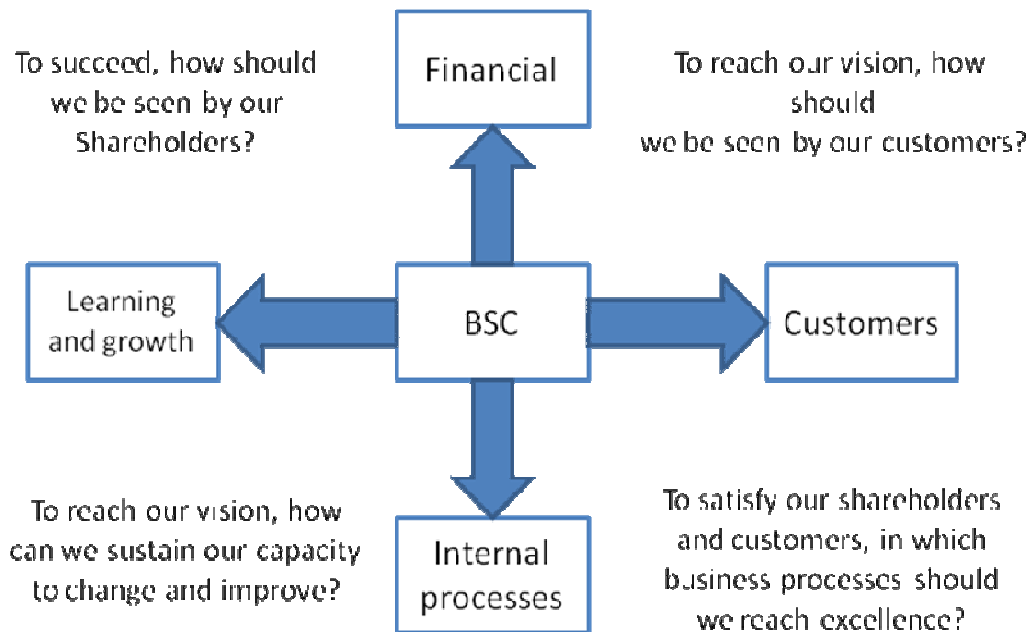 To succeed, how should
we be seen by our
Shareholders?
Financial
To reach our vision, how
should
we be seen by our customers?
Learning
and growth
BSC
Customers
To reach our vision, how
can we sustain our capacity
to change and improve?
Internal
processes
To satisfy our shareholders
and customers, in which
business processes should
we reach excellence?